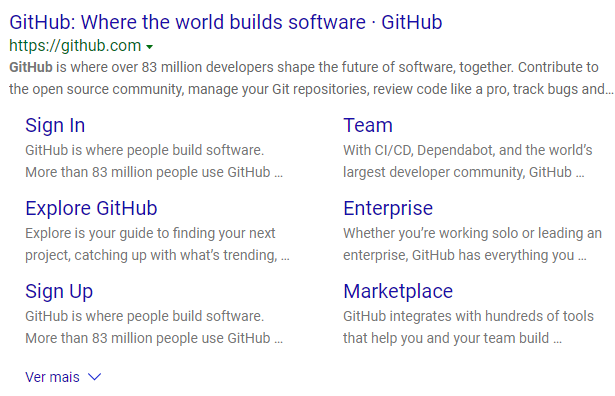 GitHub: Where the world builds software · GitHub
https://github.com
GitHub is where over 83 million developers shape the future of software, together. Contribute to
the open source community, manage your Git repositories, review code like a pro, track bugs and...
Sign In
GitHub is where people build software.
More than 83 million people use GitHub ...
Team
With CI/CD, Dependabot, and the world’s
largest developer community, GitHub ...
Explore GitHub
Explore is your guide to finding your next
project, catching up with what’s trending, ...
Enterprise
Whether you’re working solo or leading an
enterprise, GitHub has everything you ...
Sign Up
GitHub is where people build software.
More than 83 million people use GitHub ...
Marketplace
GitHub integrates with hundreds of tools
that help you and your team build ...
Ver mais